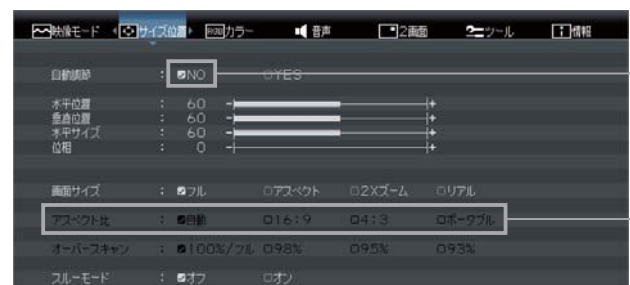 映像モード サイズ位置 RGBカラー 音声 2画面 ツール 情報
自動調節 : NO YES
水平位置 : 60 - +
垂直位置 : 60 - +
水平サイズ : 60 - +
位相 : 0 - +
画面サイズ : フル アスペクト 2Xズーム リアル
アスペクト比 : 自動 16:9 4:3 ポータブル
オーバースキャン : 100%/フル 98% 95% 93%
スルーモード : オフ オン